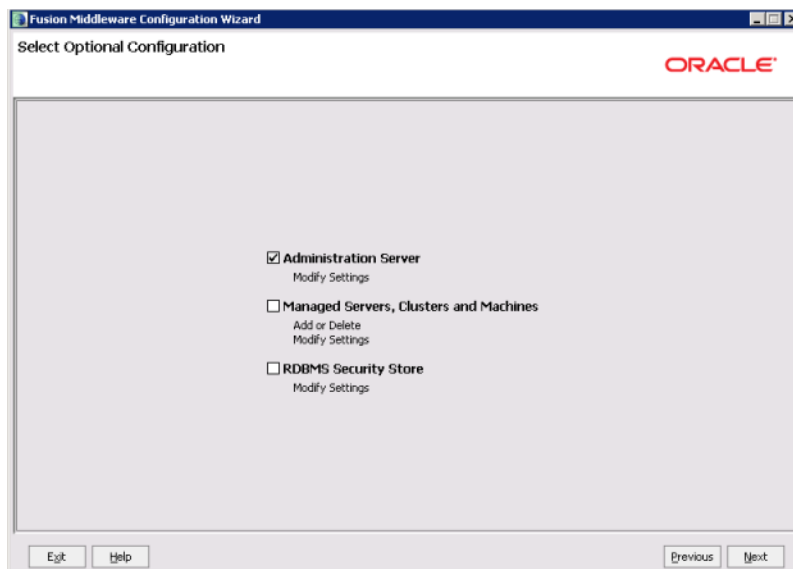 Fusion Middleware Configuration Wizard
Select Optional Configuration
ORACLE
Administration Server
Modify Settings
Managed Servers, Clusters and Machines
Add or Delete
Modify Settings
RDBMS Security Store
Modify Settings
Exit Help Previous Next